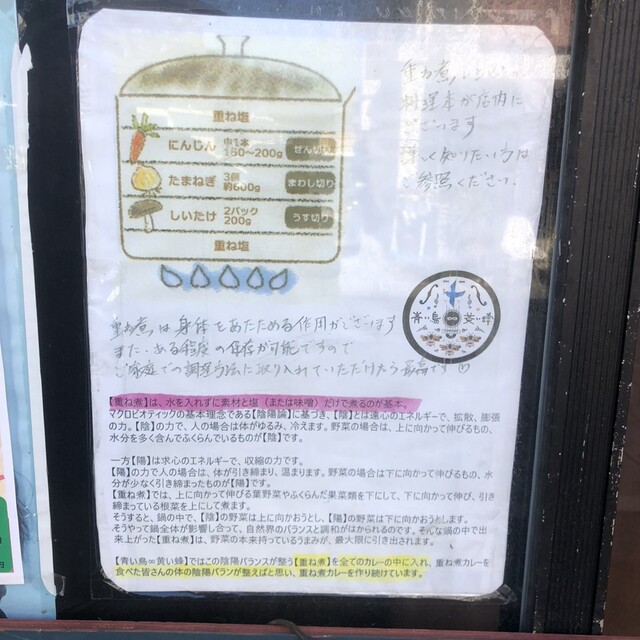 重ね塩
にんじん 中1本 150〜200g せん切り
たまねぎ 3個 約600g まわし切り
しいたけ 2パック 200g うす切り
重ね塩
重ね煮
料理本が店内に
ございます
詳しく知りたい方は
ご参照ください。
青い鳥 黄い蜂
重ね煮は身体をあたためる作用がございます
また、ある程度の保存が可能ですので
ご家庭での調理方法に取り入れていただけたら最高です♡
【重ね煮】は、水を入れずに素材と塩（または味噌）だけで煮るのが基本。
マクロビオティックの基本理念である【陰陽論】に基づき、【陰】とは遠心のエネルギーで、拡散、膨張
の力。【陰】の力で、人の場合は体がゆるみ、冷えます。野菜の場合は、上に向かって伸びるもの、
水分を多く含んでふくらんでいるものが【陰】です。
一方【陽】は求心のエネルギーで、収縮の力です。
【陽】の力で人の場合は、体が引き締まり、温まります。野菜の場合は下に向かって伸びるもの、水
分が少なく引き締まったものが【陽】です。
【重ね煮】では、上に向かって伸びる葉野菜やふくらんだ果菜類を下にして、下に向かって伸び、引き
締まっている根菜を上にして煮ます。
そうすると、鍋の中で、【陰】の野菜は上に向かおうとし、【陽】の野菜は下に向かおうとします。
そうやって鍋全体が影響し合って、自然界のバランスと調和がはかられるのです。そんな鍋の中で出
来上がった【重ね煮】は、野菜の本来持っているうまみが、最大限に引き出されます。
【青い鳥∞黄い蜂】ではこの陰陽バランスが整う【重ね煮】を全てのカレーの中に入れ、重ね煮カレーを
食べた皆さんの体の陰陽バランが整えばと思い、重ね煮カレーを作り続けています。